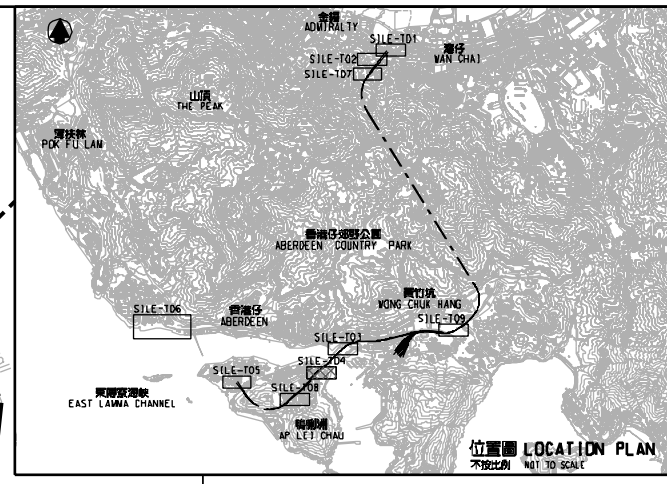 金鐘
ADMIRALTY
SILE-T01
灣仔
WAN CHAI
SILE-T02
SILE-T07
山頂
THE PEAK
薄扶林
POK FU LAM
香港仔郊野公園
ABERDEEN COUNTRY PARK
黃竹坑
WONG CHUK HANG
SILE-T06
香港仔
ABERDEEN
SILE-T09
SILE-T03
SILE-T04
SILE-T05
東博寮海峽
EAST LAMMA CHANNEL
SILE-T08
鴨脷洲
AP LEI CHAU
位置圖 LOCATION PLAN
不按比例 NOT TO SCALE